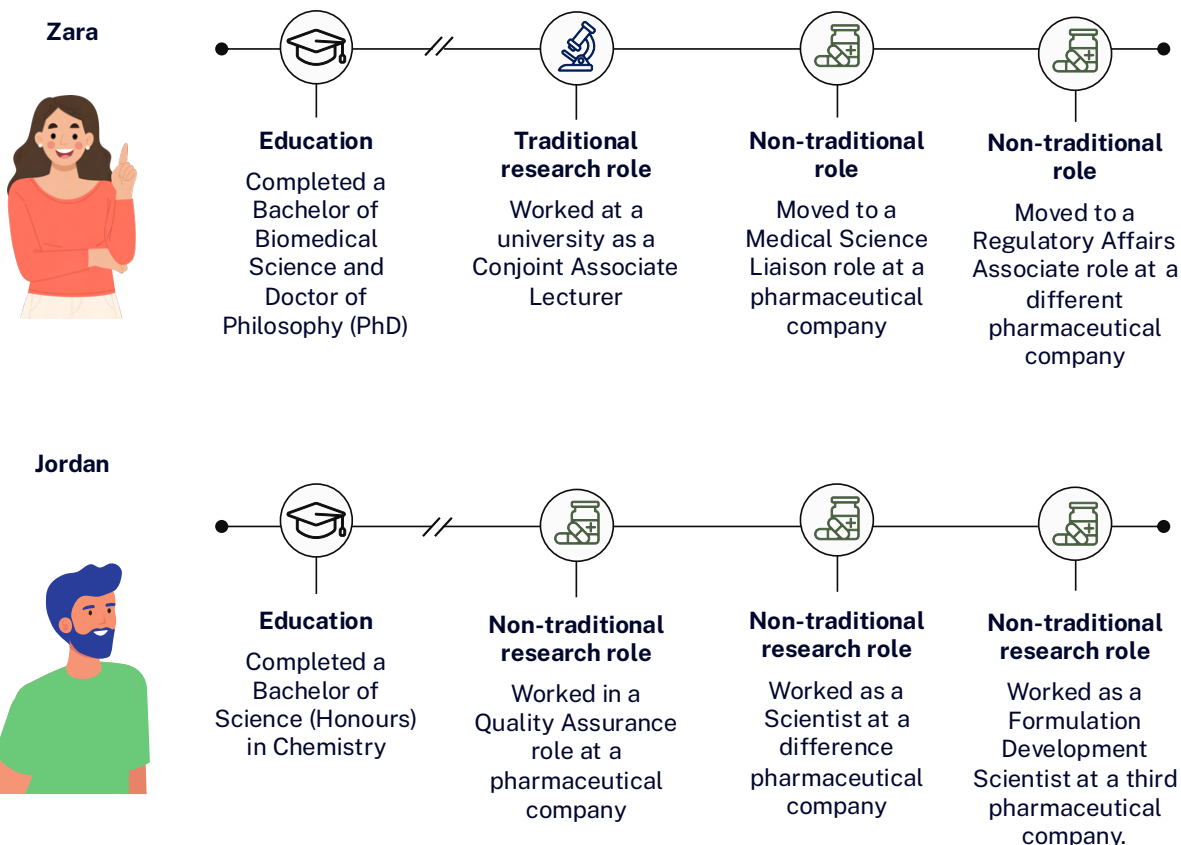 Zara
Education
Completed a
Bachelor of
Biomedical
Science and
Doctor of
Philosophy (PhD)
Traditional
research role
Worked at a
university as a
Conjoint Associate
Lecturer
Non-traditional
role
Moved to a
Medical Science
Liaison role at a
pharmaceutical
company
Non-traditional
role
Moved to a
Regulatory Affairs
Associate role at a
different
pharmaceutical
company
Jordan
Education
Completed a
Bachelor of
Science (Honours)
in Chemistry
Non-traditional
research role
Worked in a
Quality Assurance
role at a
pharmaceutical
company
Non-traditional
research role
Worked as a
Scientist at a
difference
pharmaceutical
company
Non-traditional
research role
Worked as a
Formulation
Development
Scientist at a third
pharmaceutical
company.